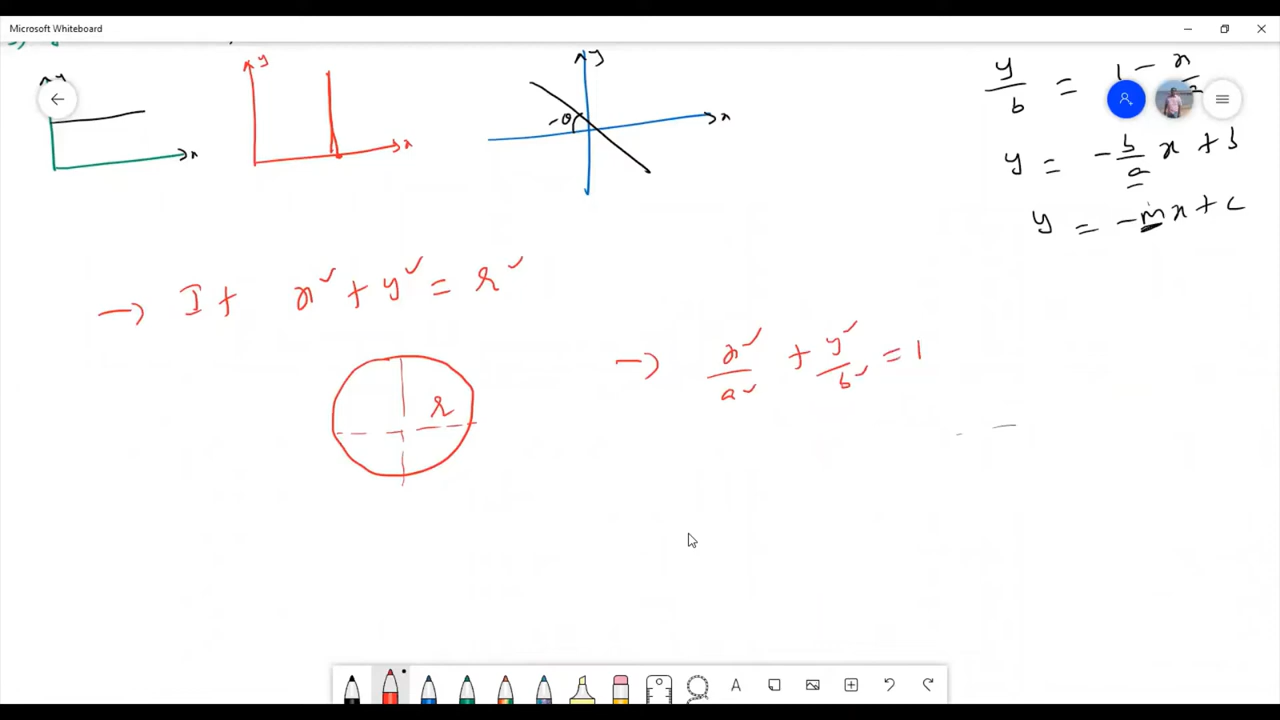 Microsoft Whiteboard
y
y
y
x
x
x
-θ
y/b = 1 - x/
y = -b/a x + b
y = -mx + c
→ If x² + y² = r²
r
→ x²/a² + y²/b² = 1
A